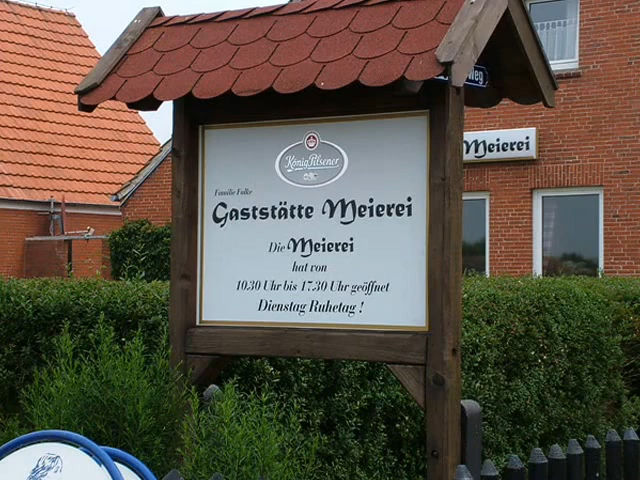 weg
Meierei
König Pilsener
Familie Falke
Gaststätte Meierei
Die Meierei
hat von
10.30 Uhr bis 17.30 Uhr geöffnet
Dienstag Ruhetag !